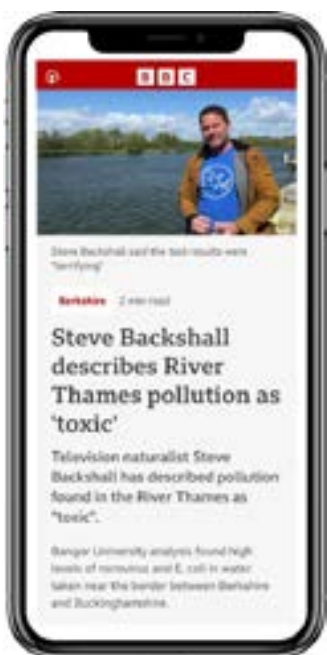 BBC
Steve Backshall said the test results were
"terrifying"
Berkshire 2 min read
Steve Backshall
describes River
Thames pollution as
'toxic'
Television naturalist Steve
Backshall has described pollution
found in the River Thames as
"toxic".
Bangor University analysis found high
levels of norovirus and E. coli in water
taken near the border between Berkshire
and Buckinghamshire.